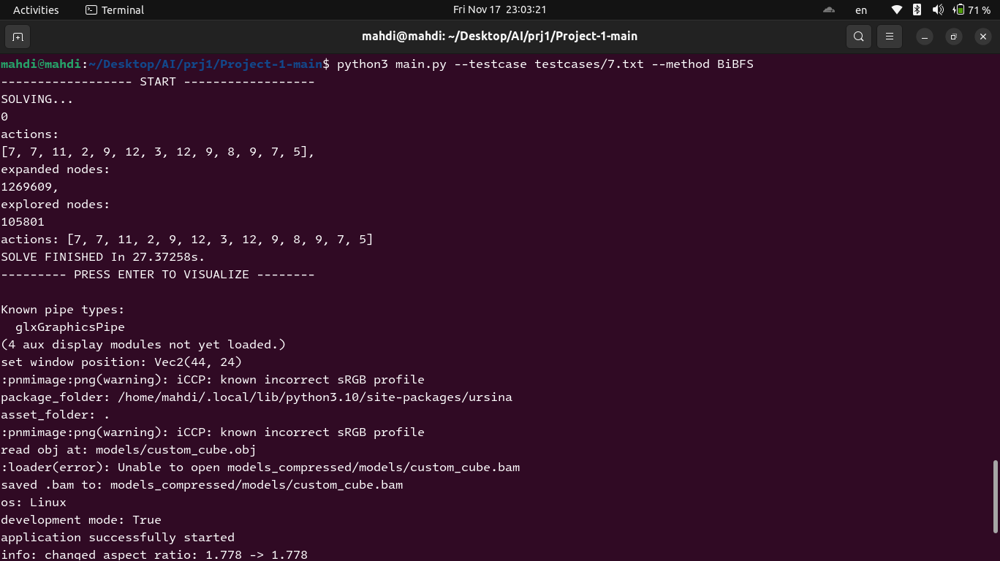 Activities Terminal Fri Nov 17 23:03:21 en 71 %
mahdi@mahdi: ~/Desktop/AI/prj1/Project-1-main
mahdi@mahdi:~/Desktop/AI/prj1/Project-1-main$ python3 main.py --testcase testcases/7.txt --method BiBFS
------------------ START ------------------
SOLVING...
0
actions:
[7, 7, 11, 2, 9, 12, 3, 12, 9, 8, 9, 7, 5],
expanded nodes:
1269609,
explored nodes:
105801
actions: [7, 7, 11, 2, 9, 12, 3, 12, 9, 8, 9, 7, 5]
SOLVE FINISHED In 27.37258s.
--------- PRESS ENTER TO VISUALIZE --------
Known pipe types:
  glxGraphicsPipe
(4 aux display modules not yet loaded.)
set window position: Vec2(44, 24)
:pnmimage:png(warning): iCCP: known incorrect sRGB profile
package_folder: /home/mahdi/.local/lib/python3.10/site-packages/ursina
asset_folder: .
:pnmimage:png(warning): iCCP: known incorrect sRGB profile
read obj at: models/custom_cube.obj
:loader(error): Unable to open models_compressed/models/custom_cube.bam
saved .bam to: models_compressed/models/custom_cube.bam
os: Linux
development mode: True
application successfully started
info: changed aspect ratio: 1.778 -> 1.778